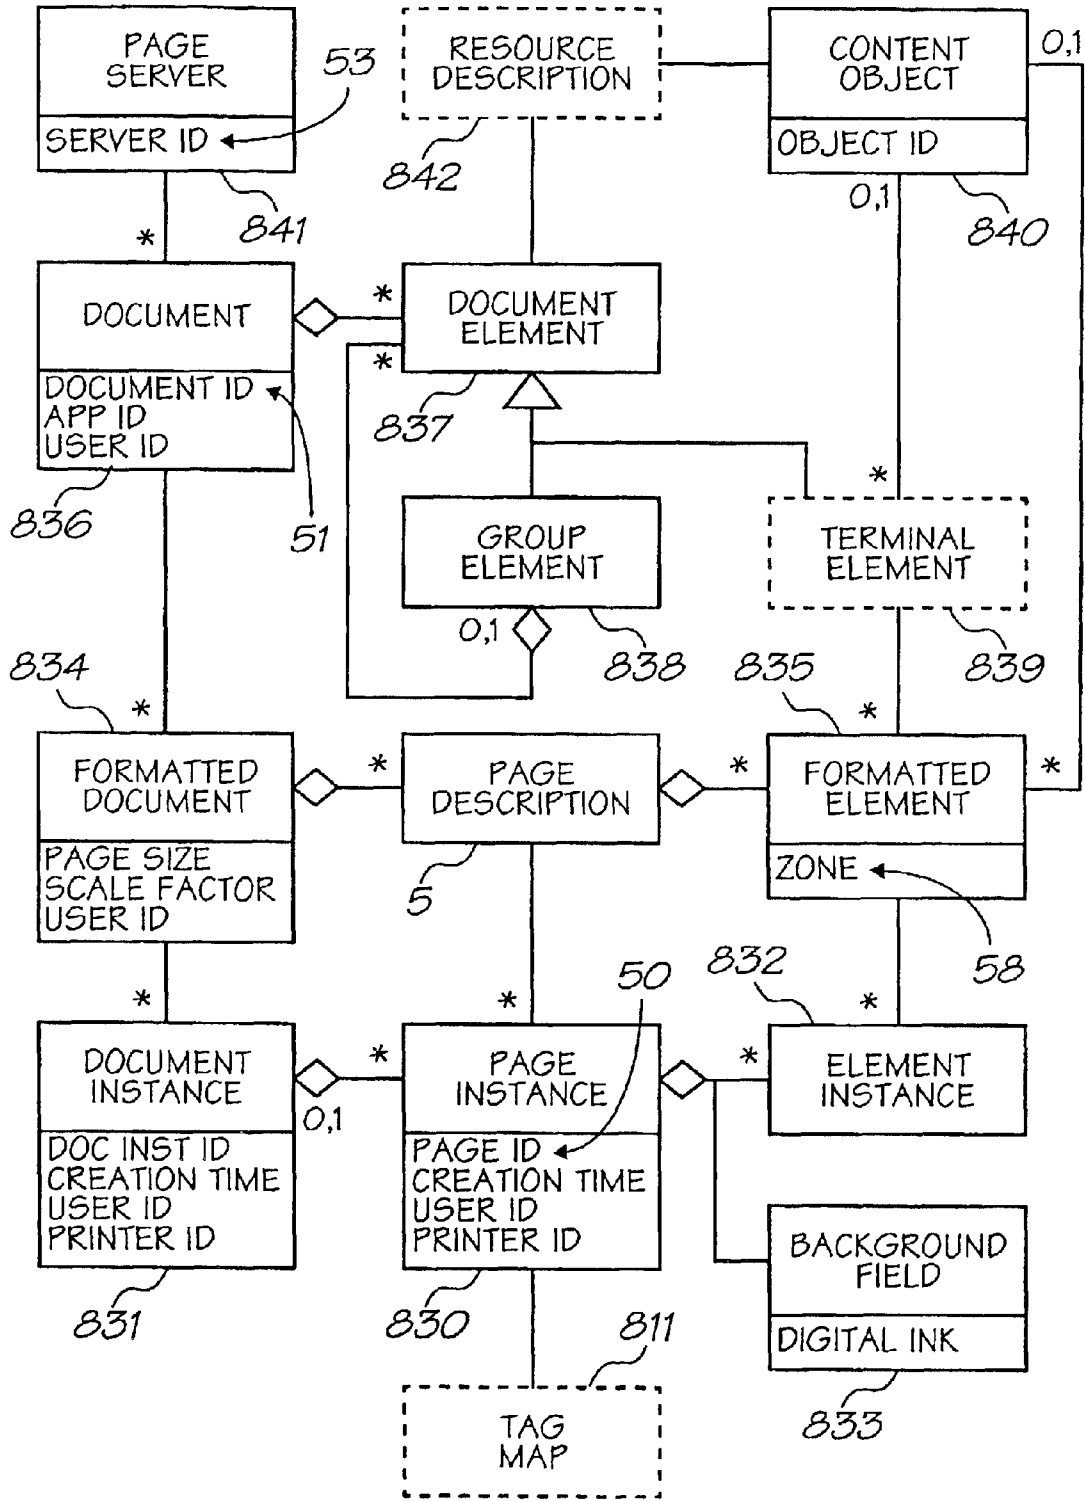 PAGE
SERVER
SERVER ID
53
841
RESOURCE
DESCRIPTION
842
CONTENT
OBJECT
OBJECT ID
0,1
0,1
840
*
DOCUMENT
DOCUMENT ID
APP ID
USER ID
836
51
*
*
DOCUMENT
ELEMENT
837
GROUP
ELEMENT
0,1
838
*
TERMINAL
ELEMENT
839
834
*
FORMATTED
DOCUMENT
PAGE SIZE
SCALE FACTOR
USER ID
*
PAGE
DESCRIPTION
5
835
*
*
*
FORMATTED
ELEMENT
ZONE
58
*
DOCUMENT
INSTANCE
0,1
DOC INST ID
CREATION TIME
USER ID
PRINTER ID
831
*
*
50
PAGE
INSTANCE
PAGE ID
CREATION TIME
USER ID
PRINTER ID
830
832
*
*
ELEMENT
INSTANCE
BACKGROUND
FIELD
DIGITAL INK
833
811
TAG
MAP